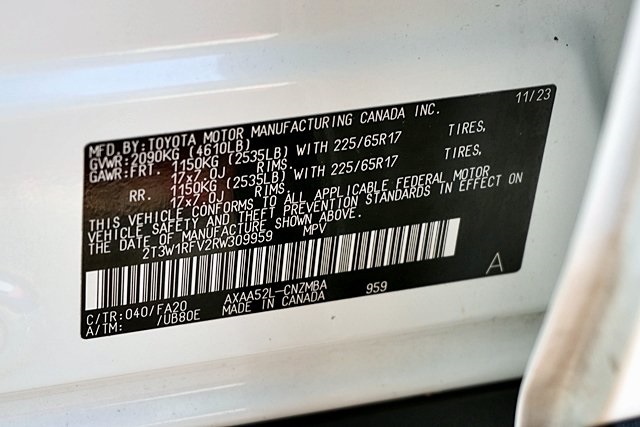 MFD.BY:TOYOTA MOTOR MANUFACTURING CANADA INC. 11/23
GVWR:2090KG (4610LB)
GAWR:FRT. 1150KG (2535LB) WITH 225/65R17 TIRES,
17x7.0J RIMS.
RR. 1150KG (2535LB) WITH 225/65R17 TIRES,
17x7.0J RIMS.
THIS VEHICLE CONFORMS TO ALL APPLICABLE FEDERAL MOTOR
VEHICLE SAFETY AND THEFT PREVENTION STANDARDS IN EFFECT ON
THE DATE OF MANUFACTURE SHOWN ABOVE.
2T3W1RFV2RW309959 MPV
C/TR:040/FA20 AXAA52L-CNZMBA 959 A
A/TM: /UB80E MADE IN CANADA